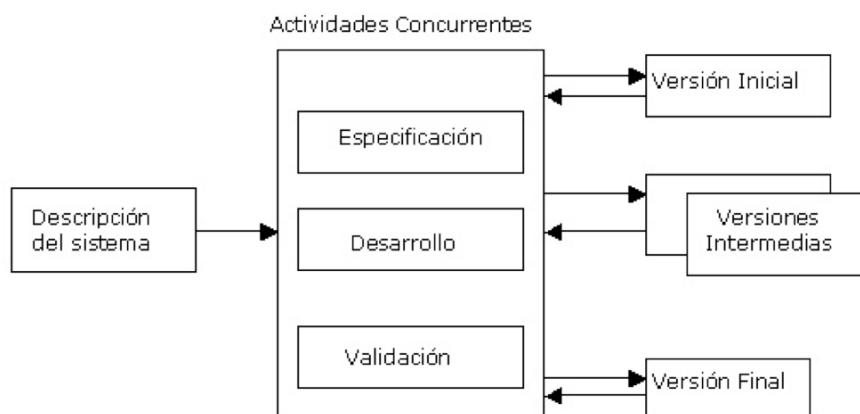 Actividades Concurrentes
Versión Inicial
Especificación
Descripción
del sistema
Desarrollo
Versiones
Intermedias
Validación
Versión Final